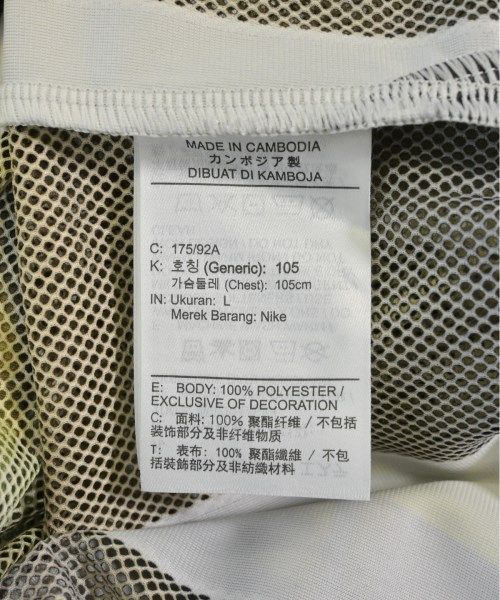 MADE IN CAMBODIA
カンボジア製
DIBUAT DI KAMBOJA
C: 175/92A
K: 호칭 (Generic): 105
가슴둘레 (Chest): 105cm
IN: Ukuran: L
Merek Barang: Nike
E: BODY: 100% POLYESTER /
EXCLUSIVE OF DECORATION
C: 面料: 100% 聚酯纤维 / 不包括
装饰部分及非纤维物质
T: 表布: 100% 聚酯纖維 / 不包
括裝飾部分及非紡織材料